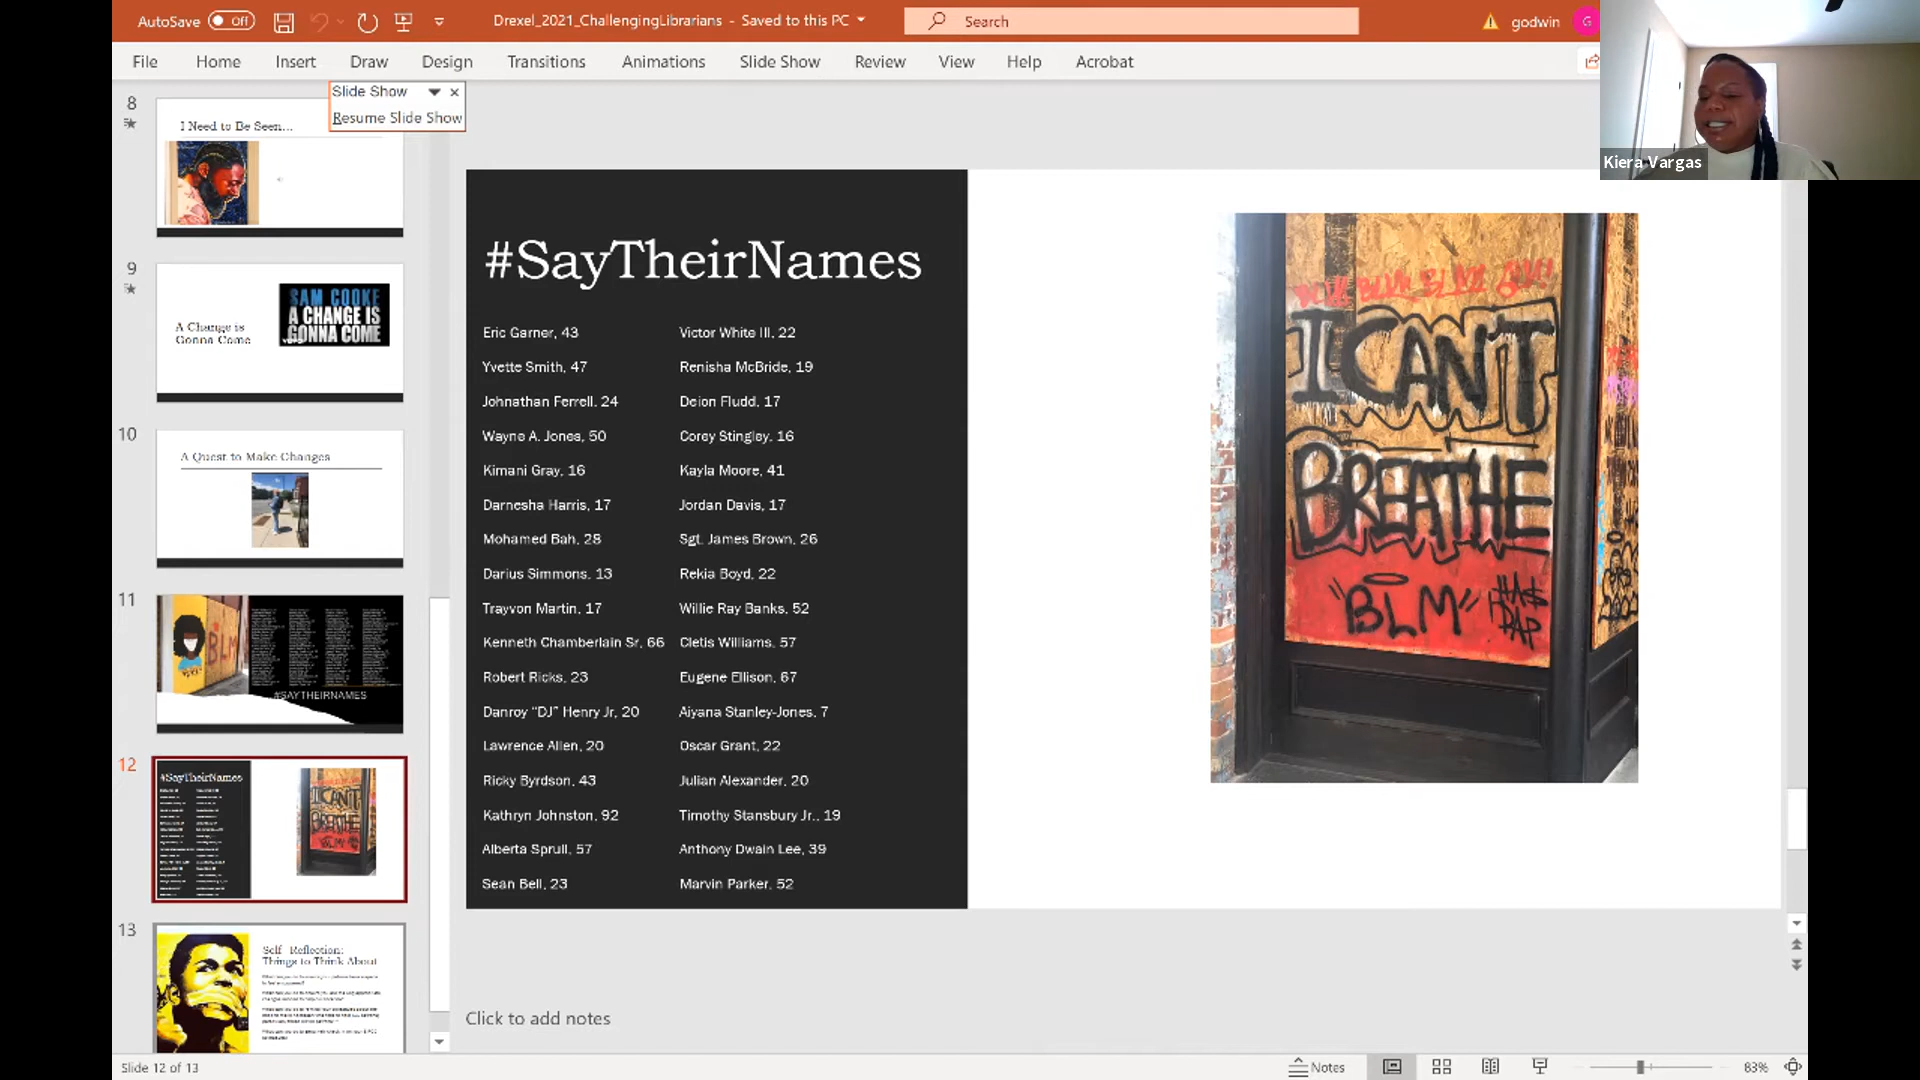 AutoSave Off Drexel_2021_ChallengingLibrarians - Saved to this PC Search godwin G
File Home Insert Draw Design Transitions Animations Slide Show Review View Help Acrobat
Slide Show
Resume Slide Show
Kiera Vargas
8
I Need to Be Seen...
9
A Change is
Gonna Come
SAM COOKE
A CHANGE IS
GONNA COME
10
A Quest to Make Changes
11
BLM
#SAYTHEIRNAMES
12
#SayTheirNames
I CAN'T
BREATHE
"BLM"
13
Self-Reflection:
Things to Think About
#SayTheirNames
Eric Garner, 43 Victor White III, 22
Yvette Smith, 47 Renisha McBride, 19
Johnathan Ferrell. 24 Deion Fludd, 17
Wayne A. Jones, 50 Corey Stingley, 16
Kimani Gray, 16 Kayla Moore, 41
Darnesha Harris, 17 Jordan Davis, 17
Mohamed Bah, 28 Sgt. James Brown, 26
Darius Simmons, 13 Rekia Boyd, 22
Trayvon Martin, 17 Willie Ray Banks, 52
Kenneth Chamberlain Sr, 66 Cletis Williams, 57
Robert Ricks, 23 Eugene Ellison, 67
Danroy "DJ" Henry Jr, 20 Aiyana Stanley-Jones, 7
Lawrence Allen, 20 Oscar Grant, 22
Ricky Byrdson, 43 Julian Alexander, 20
Kathryn Johnston, 92 Timothy Stansbury Jr., 19
Alberta Spruil, 57 Anthony Dwain Lee, 39
Sean Bell, 23 Marvin Parker, 52
BLM BLM BLM
I CAN'T
BREATHE
"BLM"
Click to add notes
Slide 12 of 13 Notes 83%